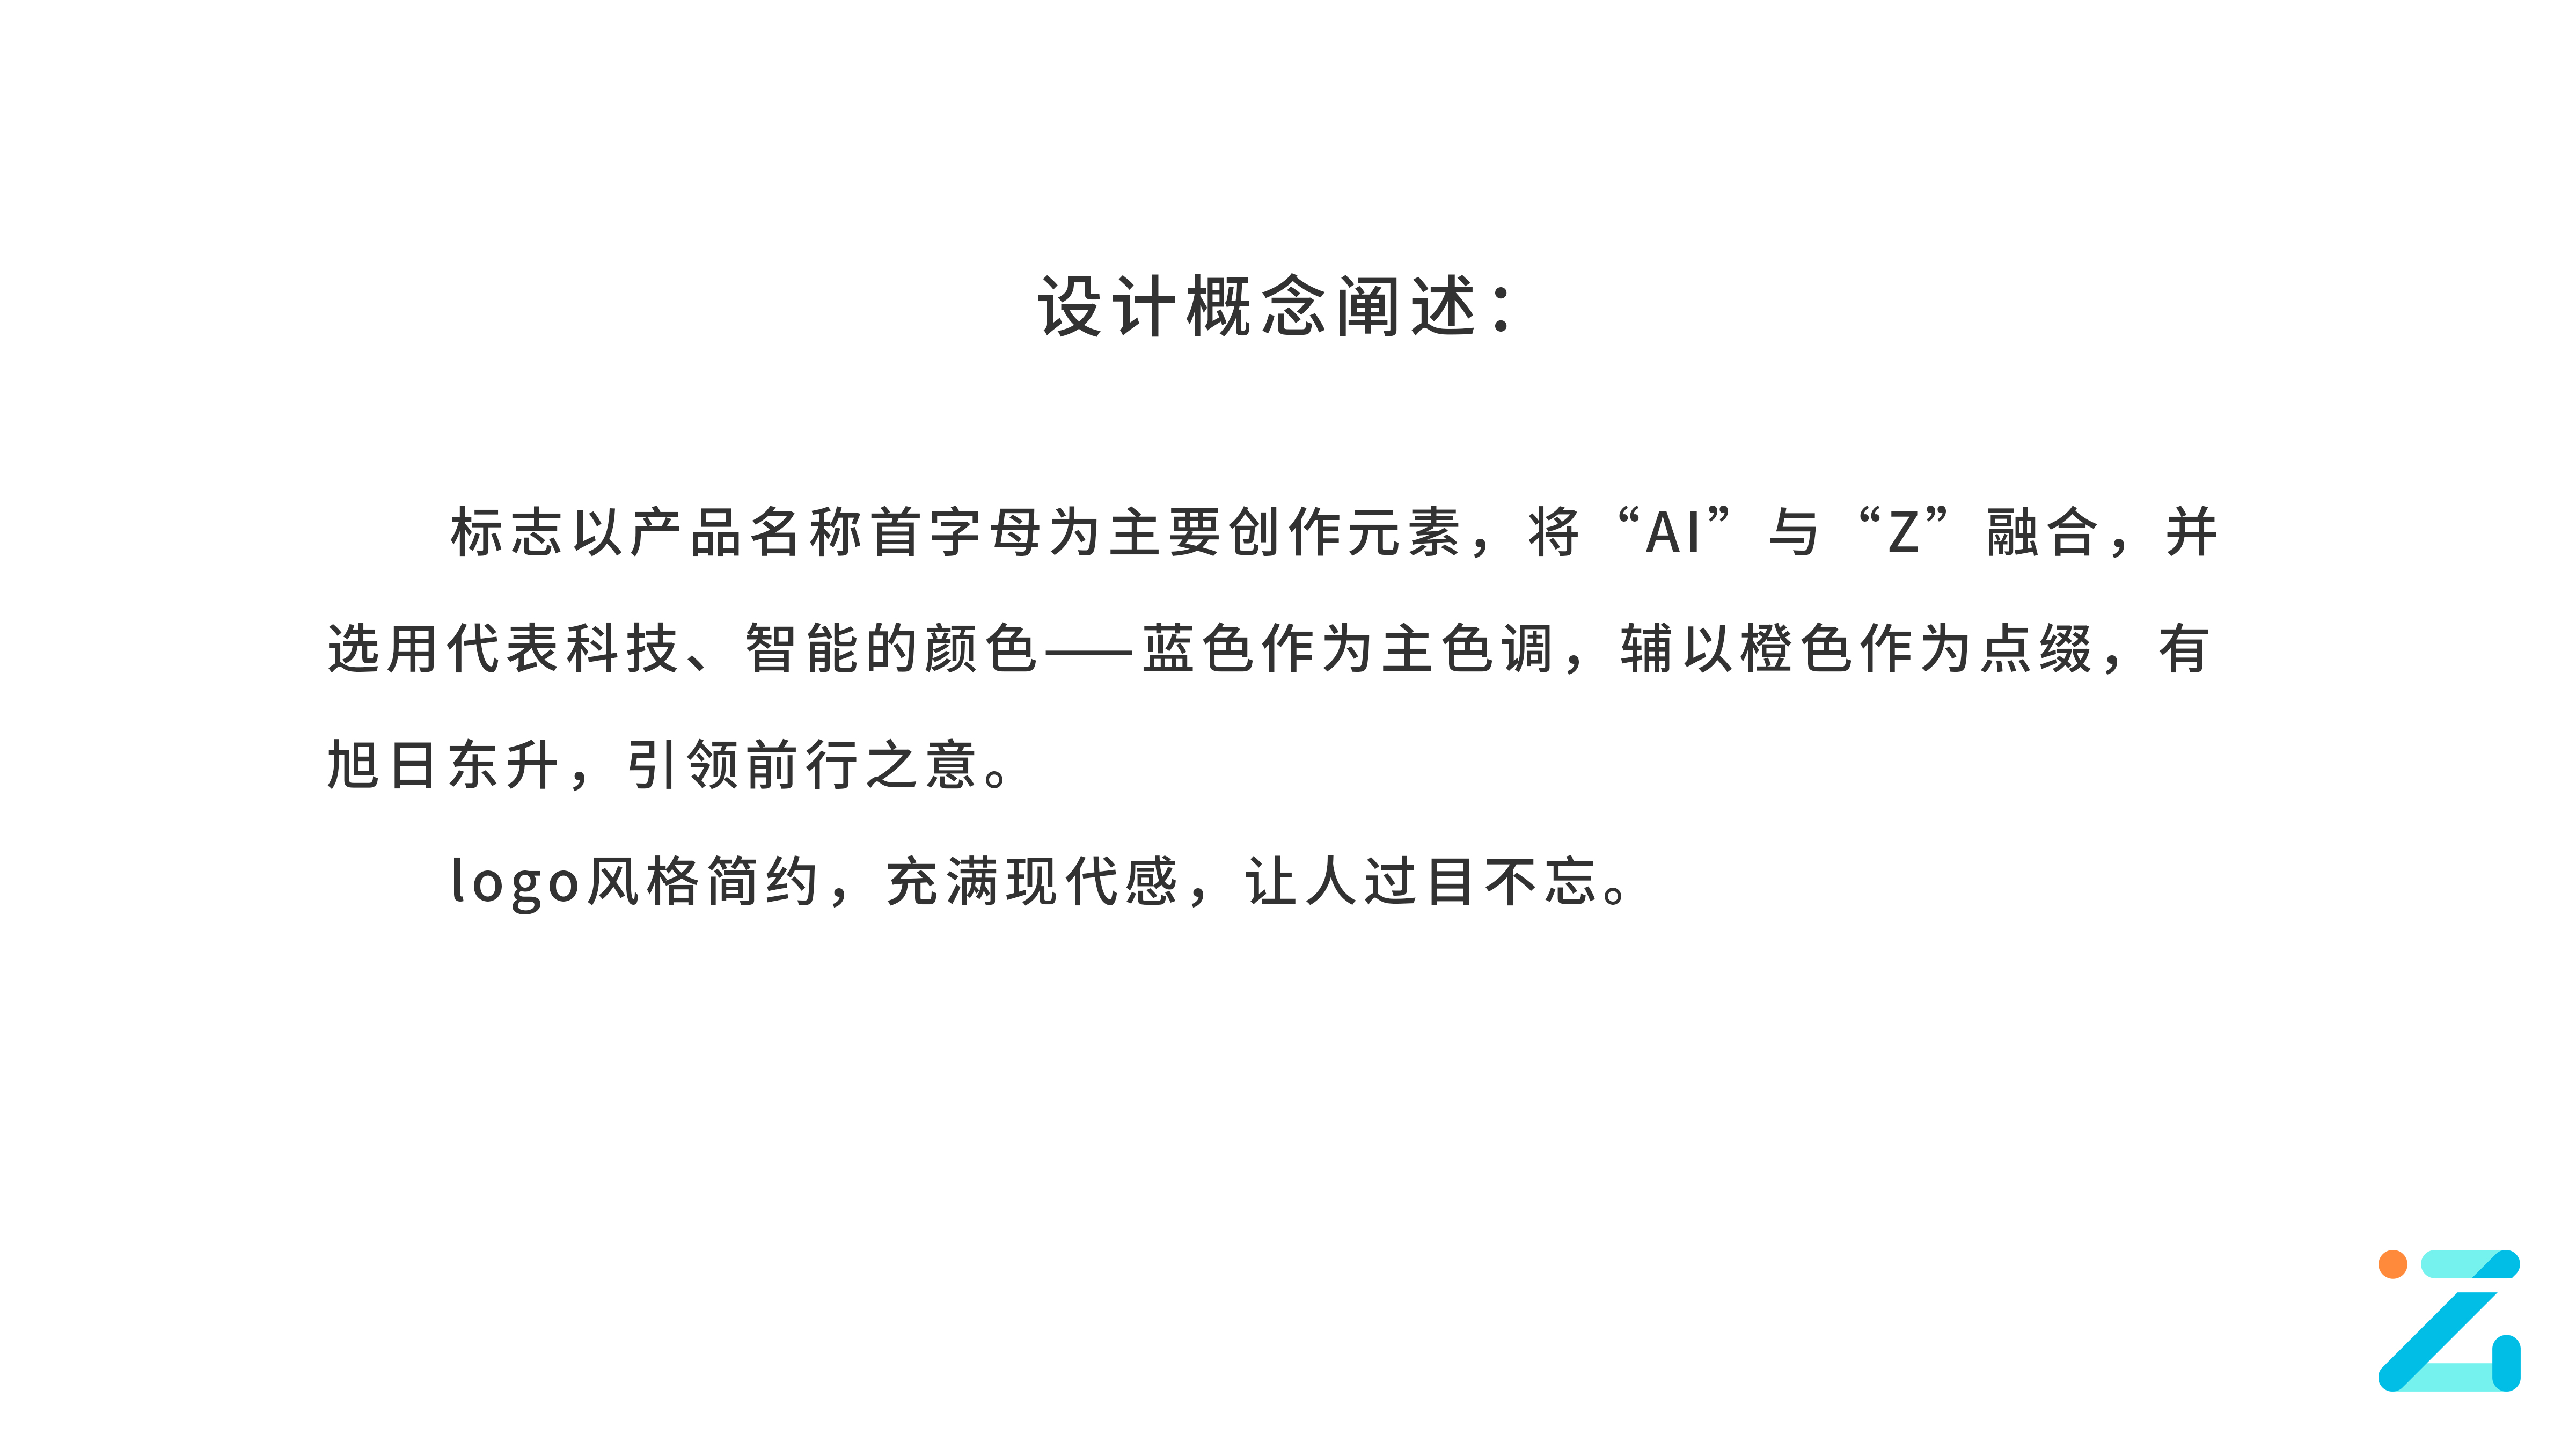 设计概念阐述：
标志以产品名称首字母为主要创作元素，将“AI”与“Z”融合，并
选用代表科技、智能的颜色——蓝色作为主色调，辅以橙色作为点缀，有
旭日东升，引领前行之意。
logo风格简约，充满现代感，让人过目不忘。